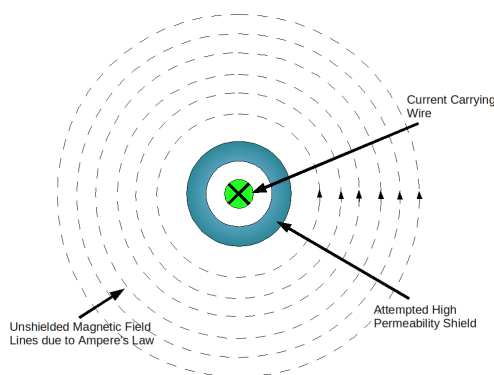 Current Carrying
Wire
Attempted High
Permeability Shield
Unshielded Magnetic Field
Lines due to Ampere's Law